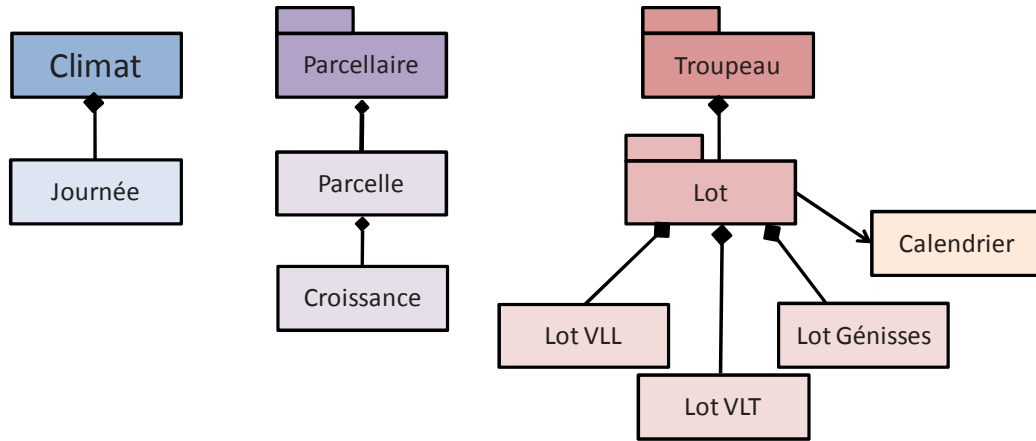 Climat
Journée
Parcellaire
Parcelle
Croissance
Troupeau
Lot
Calendrier
Lot VLL
Lot Génisses
Lot VLT